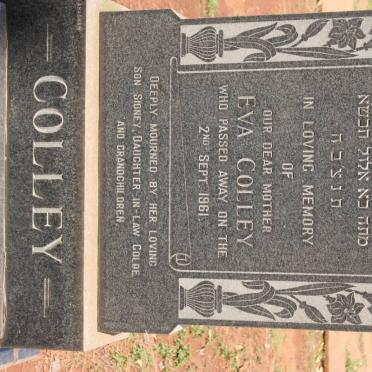 ת נ צ ב ה
IN LOVING MEMORY
OF
OUR DEAR MOTHER
EVA COLLEY
WHO PASSED AWAY ON THE
2ND SEPT. 1961.
DEEPLY MOURNED BY HER LOVING
SON SIDNEY, DAUGHTER-IN-LAW COLDE
AND GRANDCHILDREN
— COLLEY —